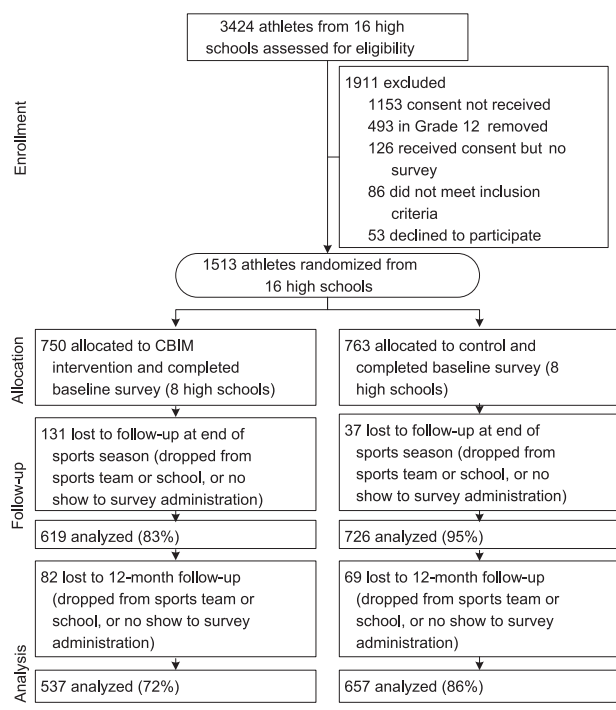 3424 athletes from 16 high
schools assessed for eligibility
Enrollment
1911 excluded
1153 consent not received
493 in Grade 12 removed
126 received consent but no
survey
86 did not meet inclusion
criteria
53 declined to participate
1513 athletes randomized from
16 high schools
Allocation
750 allocated to CBIM
intervention and completed
baseline survey (8 high schools)
763 allocated to control and
completed baseline survey (8
high schools)
Follow-up
131 lost to follow-up at end of
sports season (dropped from
sports team or school, or no
show to survey administration)
37 lost to follow-up at end of
sports season (dropped from
sports team or school, or no
show to survey administration)
619 analyzed (83%)
726 analyzed (95%)
82 lost to 12-month follow-up
(dropped from sports team or
school, or no show to survey
administration)
69 lost to 12-month follow-up
(dropped from sports team or
school, or no show to survey
administration)
Analysis
537 analyzed (72%)
657 analyzed (86%)